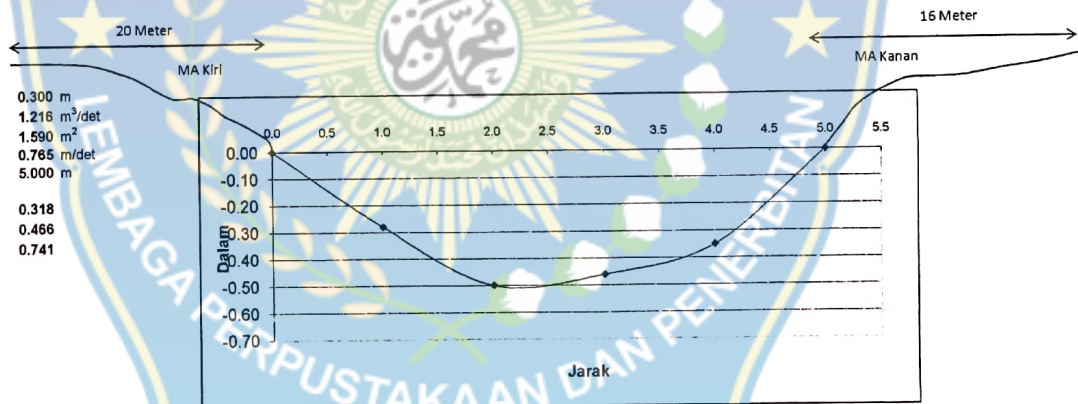 20 Meter
16 Meter
MA Kiri
MA Kanan
0.300 m
1.216 m³/det
1.590 m²
0.765 m/det
5.000 m
0.318
0.466
0.741
0.0 0.5 1.0 1.5 2.0 2.5 3.0 3.5 4.0 4.5 5.0 5.5
0.00
-0.10
-0.20
-0.30
-0.40
-0.50
-0.60
-0.70
Dalam
Jarak
LEMBAGA PERPUSTAKAAN DAN PENERBITAN